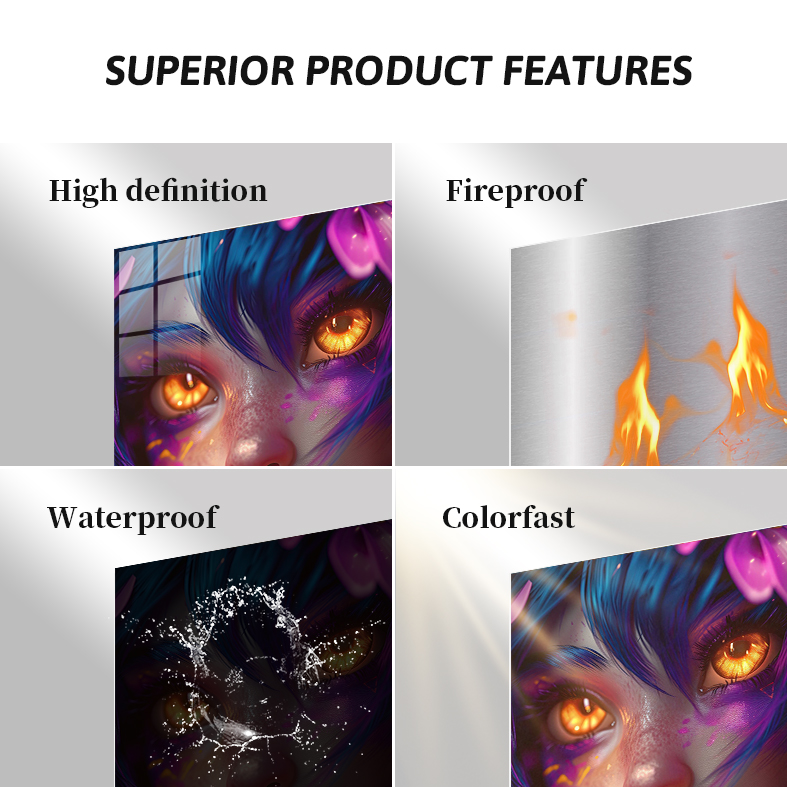 SUPERIOR PRODUCT FEATURES
High definition
Fireproof
Waterproof
Colorfast